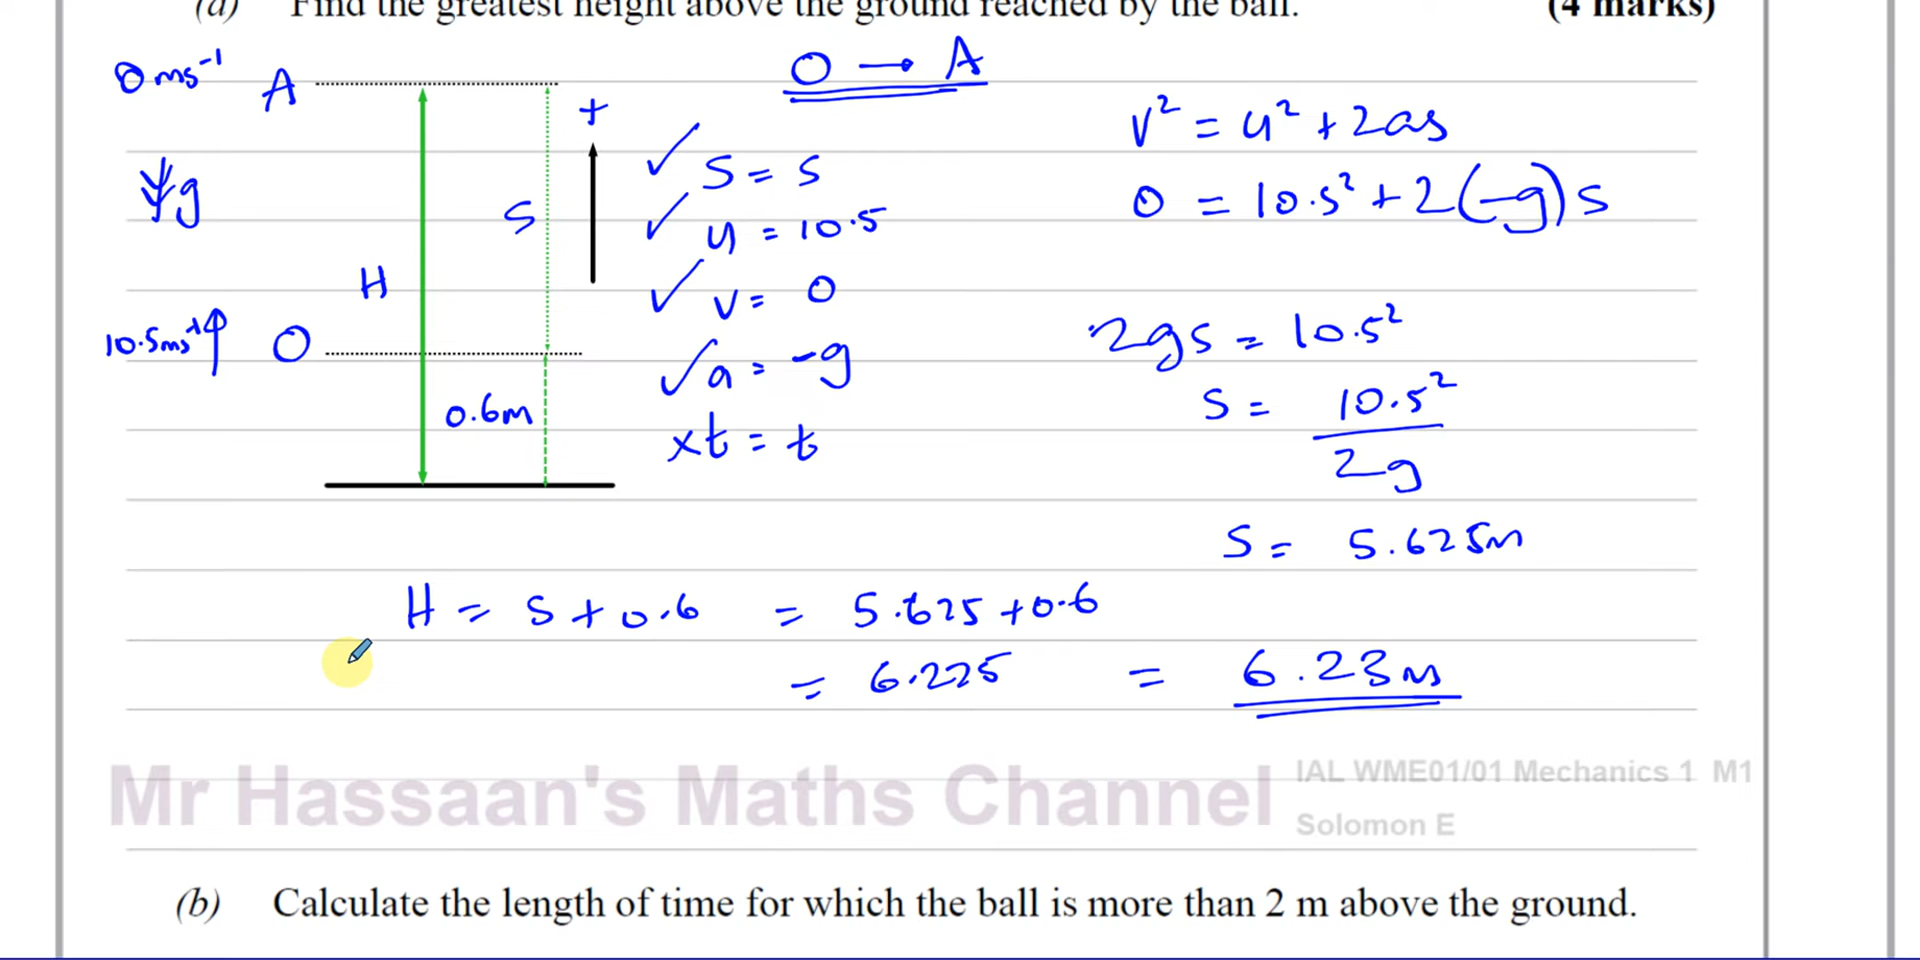 (a) Find the greatest height above the ground reached by the ball. (4 marks)
0 ms⁻¹ A
O → A
+
g
S
H
10.5ms⁻¹ O
0.6m
✓ S = S
✓ u = 10.5
✓ v = 0
✓ a = -g
x t = t
v² = u² + 2as
0 = 10.5² + 2(-g)s
2gs = 10.5²
S = 10.5²
2g
S = 5.625m
H = S + 0.6 = 5.625 + 0.6
= 6.225 = 6.23m
Mr Hassaan's Maths Channel
IAL WME01/01 Mechanics 1 M1
Solomon E
(b) Calculate the length of time for which the ball is more than 2 m above the ground.